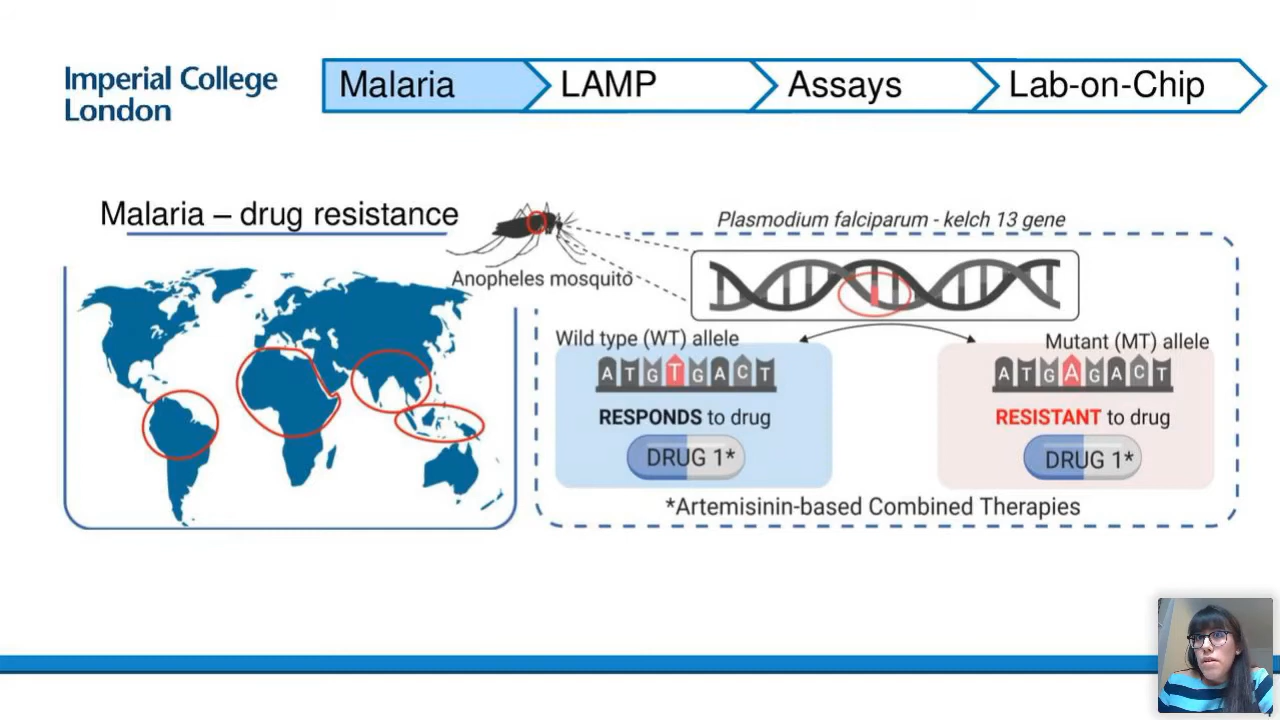 Imperial College
London
Malaria
LAMP
Assays
Lab-on-Chip
Malaria – drug resistance
Anopheles mosquito
Plasmodium falciparum - kelch 13 gene
Wild type (WT) allele
ATGTGACT
RESPONDS to drug
DRUG 1*
Mutant (MT) allele
ATGAGACT
RESISTANT to drug
DRUG 1*
*Artemisinin-based Combined Therapies